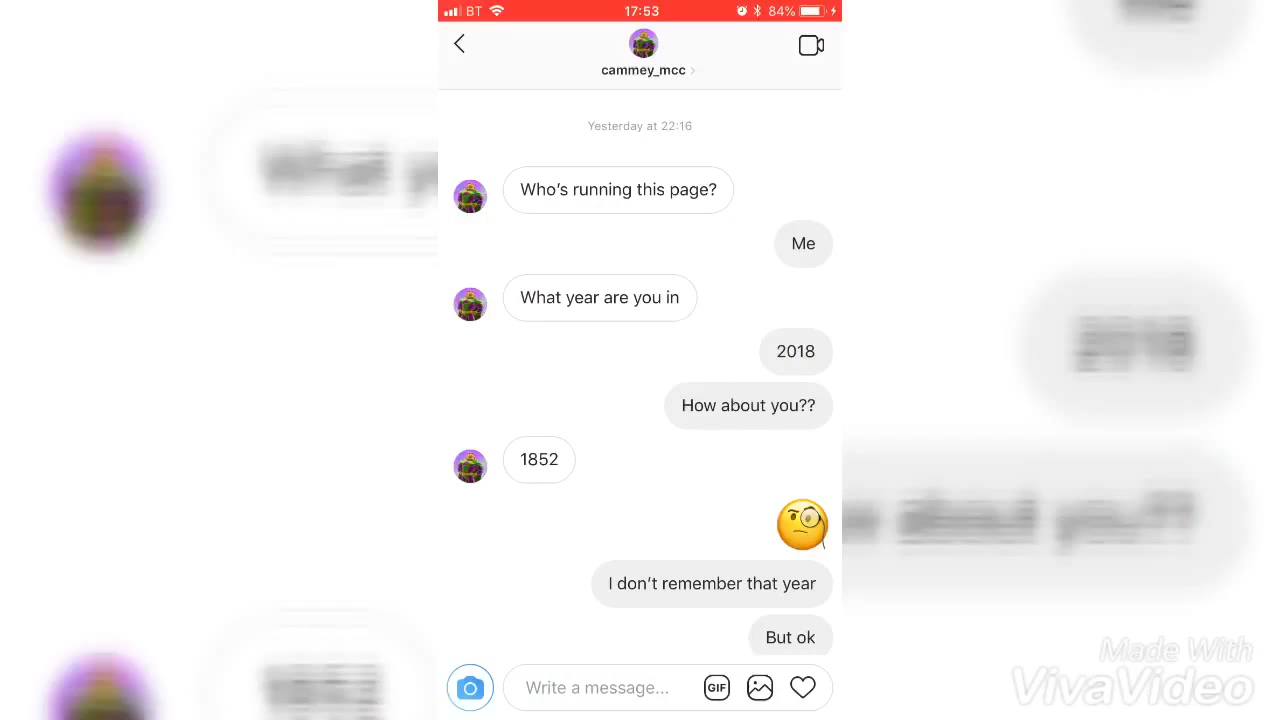 BT 17:53 84%
cammey_mcc
Yesterday at 22:16
Who's running this page?
Me
What year are you in
2018
How about you??
1852
I don't remember that year
But ok
GIF
Write a message...
Made With
VivaVideo